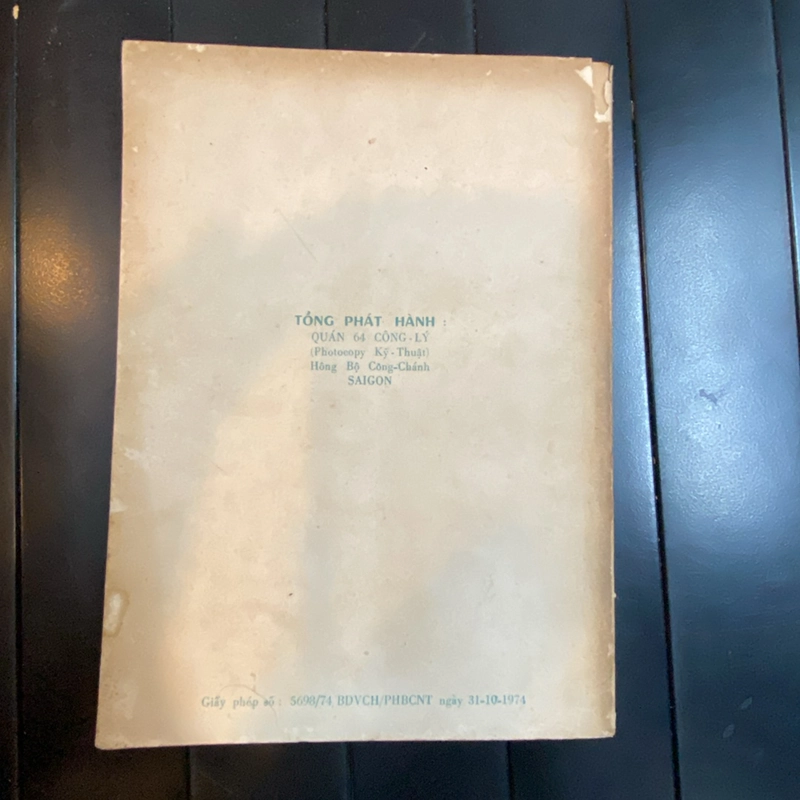 TỔNG PHÁT HÀNH :
QUÁN 64 CÔNG-LÝ
(Photocopy Kỹ-Thuật)
Hông Bộ Công-Chánh
SAIGON
Giấy phép số : 5698/74 BDVCH/PHBCNT ngày 31-10-1974